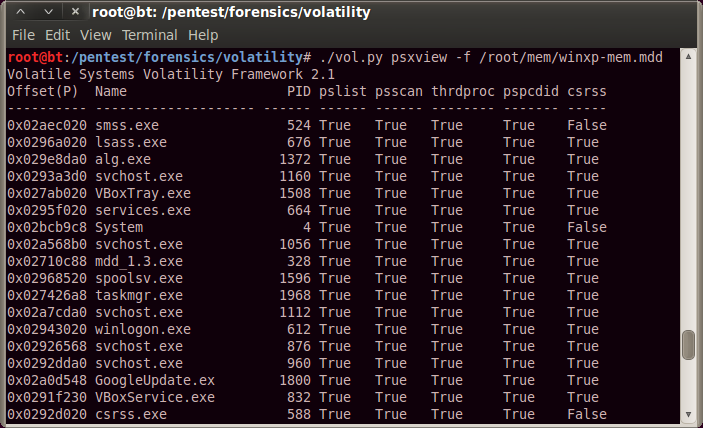 root@bt: /pentest/forensics/volatility
File Edit View Terminal Help
root@bt:/pentest/forensics/volatility# ./vol.py psxview -f /root/mem/winxp-mem.mdd
Volatile Systems Volatility Framework 2.1
Offset(P)  Name                    PID pslist psscan thrdproc pspcdid csrss
---------- -------------------- ------ ------ ------ -------- ------- -----
0x02aec020 smss.exe                524 True   True   True     True    False
0x0296a020 lsass.exe               676 True   True   True     True    True
0x029e8da0 alg.exe                1372 True   True   True     True    True
0x0293a3d0 svchost.exe            1160 True   True   True     True    True
0x027ab020 VBoxTray.exe           1508 True   True   True     True    True
0x0295f020 services.exe            664 True   True   True     True    True
0x02bcb9c8 System                    4 True   True   True     True    False
0x02a568b0 svchost.exe            1056 True   True   True     True    True
0x02710c88 mdd_1.3.exe             328 True   True   True     True    True
0x02968520 spoolsv.exe            1596 True   True   True     True    True
0x027426a8 taskmgr.exe            1968 True   True   True     True    True
0x02a7cda0 svchost.exe            1112 True   True   True     True    True
0x02943020 winlogon.exe            612 True   True   True     True    True
0x02926568 svchost.exe             876 True   True   True     True    True
0x0292dda0 svchost.exe             960 True   True   True     True    True
0x02a0d548 GoogleUpdate.ex        1800 True   True   True     True    True
0x0291f230 VBoxService.exe         832 True   True   True     True    True
0x0292d020 csrss.exe               588 True   True   True     True    False